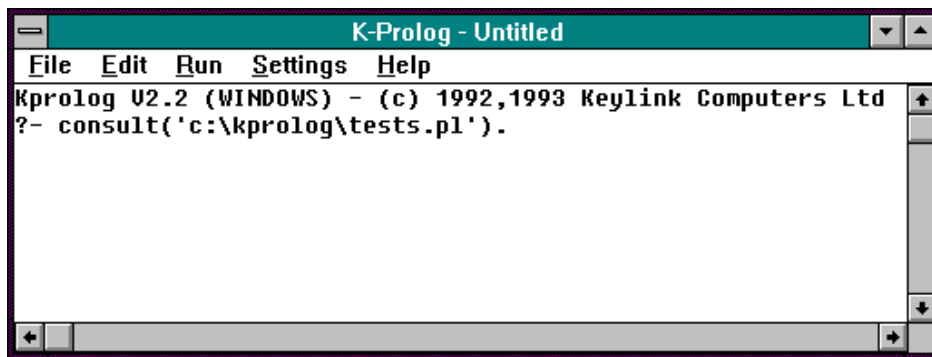 K-Prolog - Untitled
File Edit Run Settings Help
Kprolog V2.2 (WINDOWS) - (c) 1992,1993 Keylink Computers Ltd
?- consult('c:\kprolog\tests.pl').